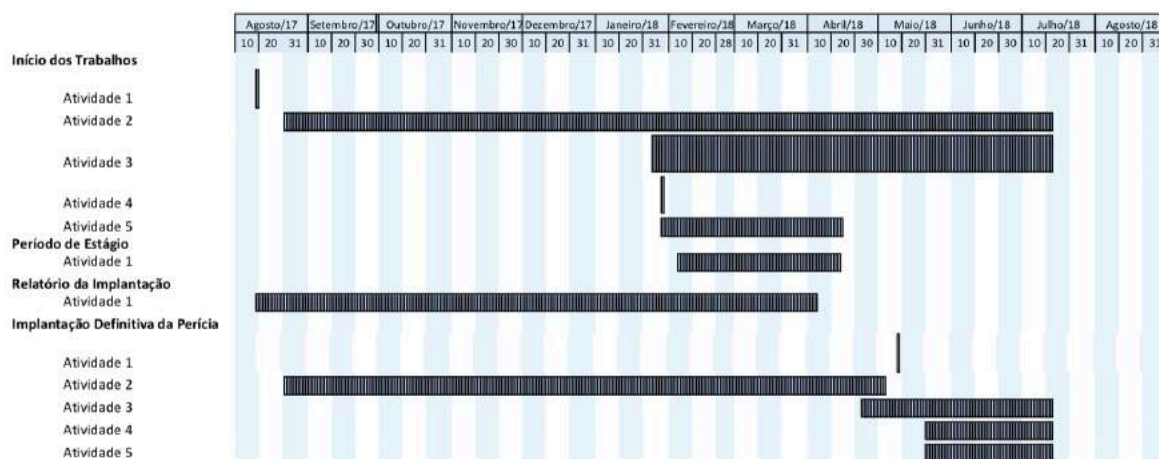 Agosto/17 Setembro/17 Outubro/17 Novembro/17 Dezembro/17 Janeiro/18 Fevereiro/18 Março/18 Abril/18 Maio/18 Junho/18 Julho/18 Agosto/18
10 20 31 10 20 30 10 20 31 10 20 30 10 20 31 10 20 31 10 20 28 10 20 31 10 20 30 10 20 31 10 20 30 10 20 31 10 20 31
Início dos Trabalhos
Atividade 1
Atividade 2
Atividade 3
Atividade 4
Atividade 5
Período de Estágio
Atividade 1
Relatório da Implantação
Atividade 1
Implantação Definitiva da Perícia
Atividade 1
Atividade 2
Atividade 3
Atividade 4
Atividade 5